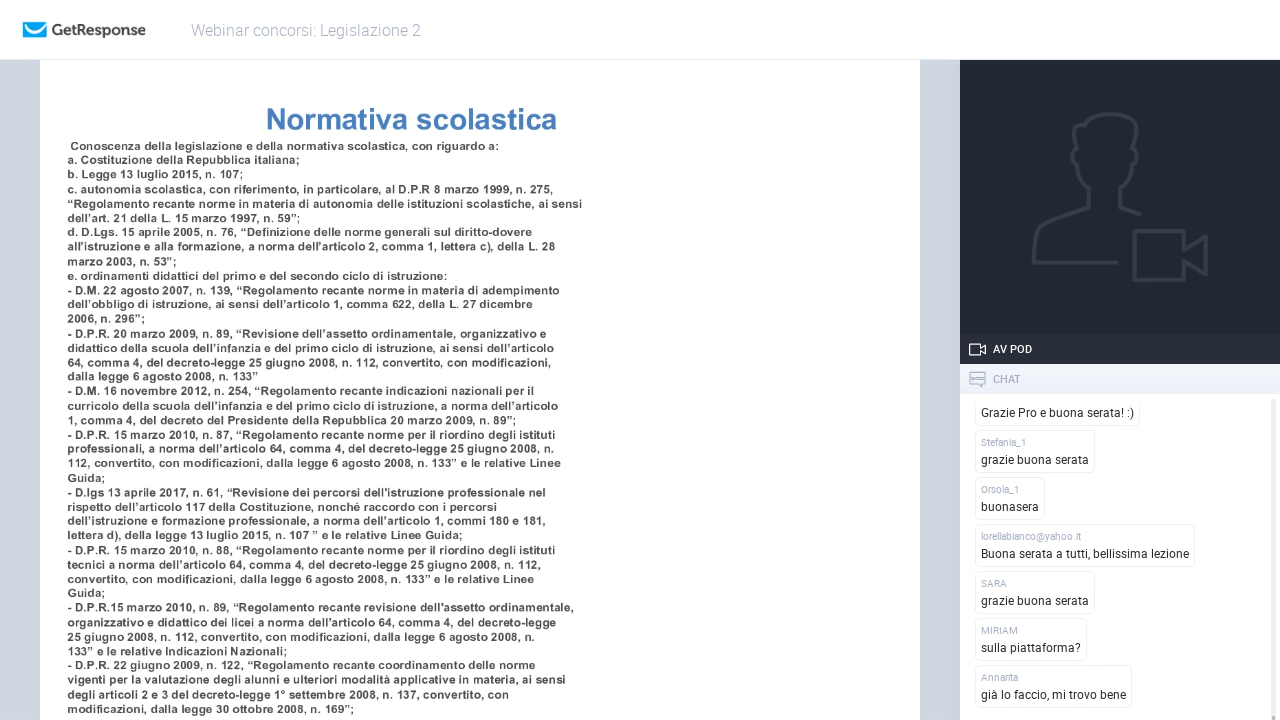 GetResponse
Webinar concorsi: Legislazione 2
Normativa scolastica
Conoscenza della legislazione e della normativa scolastica, con riguardo a:
a. Costituzione della Repubblica italiana;
b. Legge 13 luglio 2015, n. 107;
c. autonomia scolastica, con riferimento, in particolare, al D.P.R 8 marzo 1999, n. 275,
“Regolamento recante norme in materia di autonomia delle istituzioni scolastiche, ai sensi
dell’art. 21 della L. 15 marzo 1997, n. 59”;
d. D.Lgs. 15 aprile 2005, n. 76, “Definizione delle norme generali sul diritto-dovere
all’istruzione e alla formazione, a norma dell’articolo 2, comma 1, lettera c), della L. 28
marzo 2003, n. 53”;
e. ordinamenti didattici del primo e del secondo ciclo di istruzione:
- D.M. 22 agosto 2007, n. 139, “Regolamento recante norme in materia di adempimento
dell’obbligo di istruzione, ai sensi dell’articolo 1, comma 622, della L. 27 dicembre
2006, n. 296”;
- D.P.R. 20 marzo 2009, n. 89, “Revisione dell’assetto ordinamentale, organizzativo e
didattico della scuola dell’infanzia e del primo ciclo di istruzione, ai sensi dell’articolo
64, comma 4, del decreto-legge 25 giugno 2008, n. 112, convertito, con modificazioni,
dalla legge 6 agosto 2008, n. 133”
- D.M. 16 novembre 2012, n. 254, “Regolamento recante indicazioni nazionali per il
curricolo della scuola dell’infanzia e del primo ciclo di istruzione, a norma dell’articolo
1, comma 4, del decreto del Presidente della Repubblica 20 marzo 2009, n. 89”;
- D.P.R. 15 marzo 2010, n. 87, “Regolamento recante norme per il riordino degli istituti
professionali, a norma dell’articolo 64, comma 4, del decreto-legge 25 giugno 2008, n.
112, convertito, con modificazioni, dalla legge 6 agosto 2008, n. 133” e le relative Linee
Guida;
- D.lgs 13 aprile 2017, n. 61, “Revisione dei percorsi dell'istruzione professionale nel
rispetto dell’articolo 117 della Costituzione, nonché raccordo con i percorsi
dell’istruzione e formazione professionale, a norma dell’articolo 1, commi 180 e 181,
lettera d), della legge 13 luglio 2015, n. 107 ” e le relative Linee Guida;
- D.P.R. 15 marzo 2010, n. 88, “Regolamento recante norme per il riordino degli istituti
tecnici a norma dell’articolo 64, comma 4, del decreto-legge 25 giugno 2008, n. 112,
convertito, con modificazioni, dalla legge 6 agosto 2008, n. 133” e le relative Linee
Guida;
- D.P.R.15 marzo 2010, n. 89, “Regolamento recante revisione dell'assetto ordinamentale,
organizzativo e didattico dei licei a norma dell’articolo 64, comma 4, del decreto-legge
25 giugno 2008, n. 112, convertito, con modificazioni, dalla legge 6 agosto 2008, n.
133” e le relative Indicazioni Nazionali;
- D.P.R. 22 giugno 2009, n. 122, “Regolamento recante coordinamento delle norme
vigenti per la valutazione degli alunni e ulteriori modalità applicative in materia, ai sensi
degli articoli 2 e 3 del decreto-legge 1° settembre 2008, n. 137, convertito, con
modificazioni, dalla legge 30 ottobre 2008, n. 169”;
AV POD
CHAT
Grazie Pro e buona serata! :)
Stefania_1
grazie buona serata
Orsola_1
buonasera
lorellabianco@yahoo.it
Buona serata a tutti, bellissima lezione
SARA
grazie buona serata
MIRIAM
sulla piattaforma?
Annarita
già lo faccio, mi trovo bene